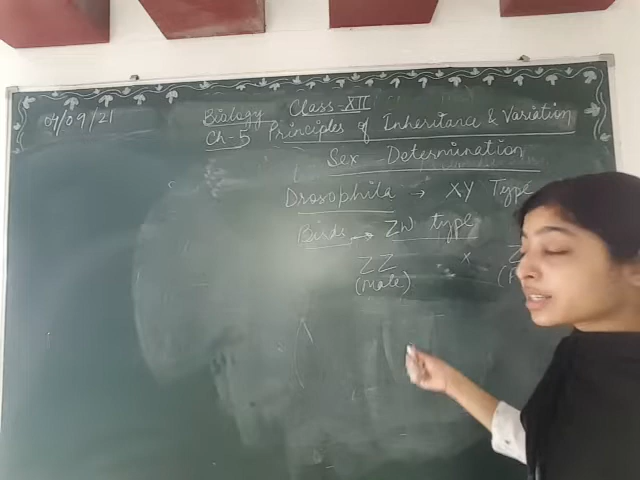 04/09/21
Biology Class-XII
Ch-5 Principles of Inheritance & Variation
Sex Determination
Drosophila → XY Type
Birds → ZW type
ZZ x Z
(Male) (F